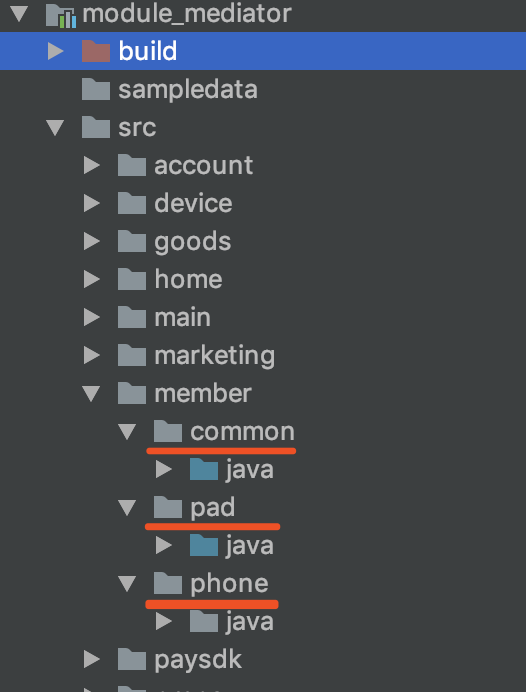 module_mediator
build
sampledata
src
account
device
goods
home
main
marketing
member
common
java
pad
java
phone
java
paysdk